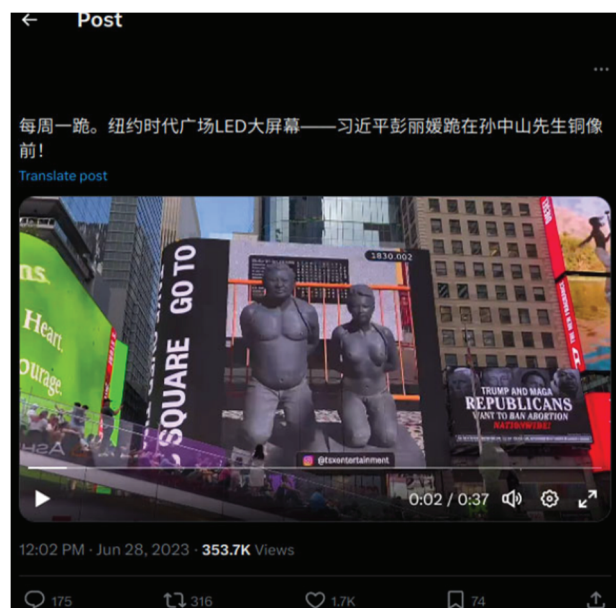 Post
每周一跪。纽约时代广场LED大屏幕——习近平彭丽媛跪在孙中山先生铜像
前！
Translate post
ns.
Heart.
ourage.
SQUARE GO TO
1830.002
TRUMP AND MAGA
REPUBLICANS
WANT TO BAN ABORTION
NATIONWIDE!
@tsxentertainment
0:02 / 0:37
12:02 PM · Jun 28, 2023 · 353.7K Views
175 316 1.7K 74